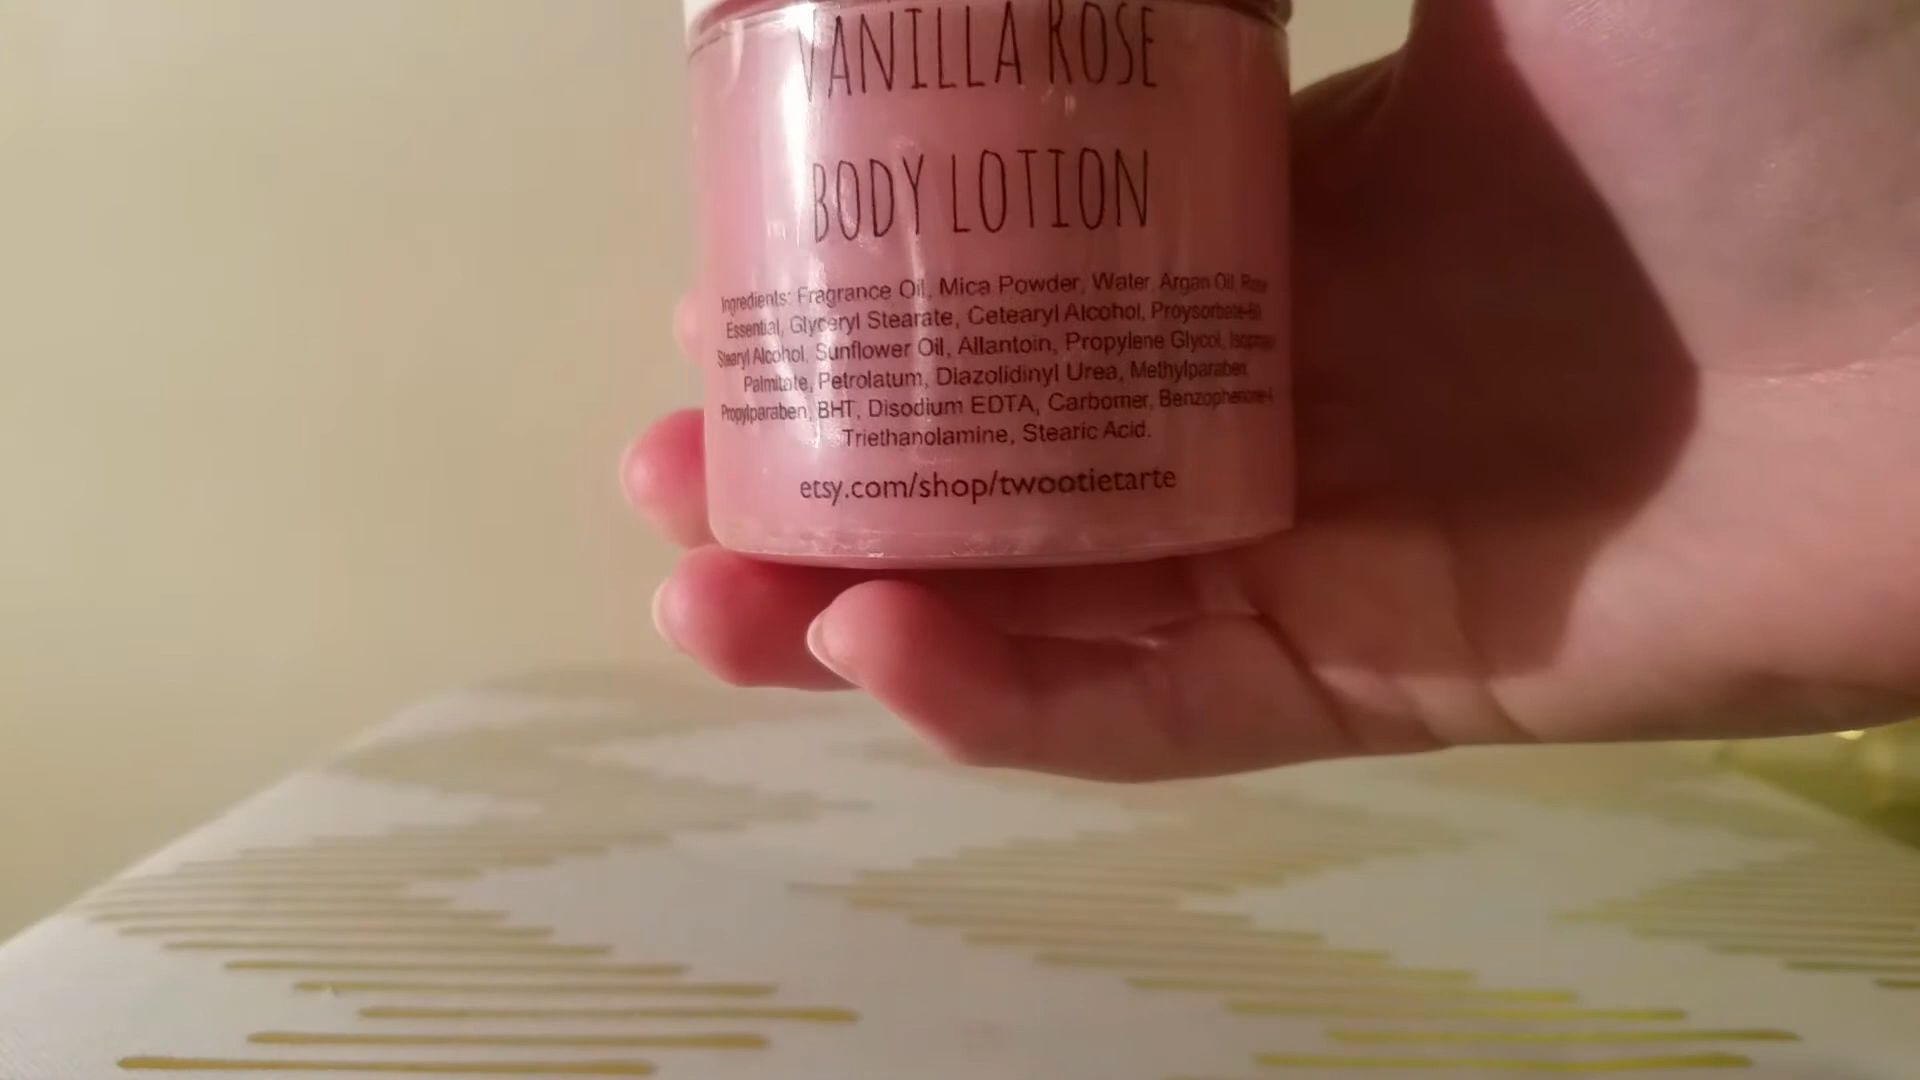 VANILLA ROSE
BODY LOTION
Ingredients: Fragrance Oil, Mica Powder, Water, Argan Oil, Rose
Essential, Glyceryl Stearate, Cetearyl Alcohol, Proysorbate-60
Stearyl Alcohol, Sunflower Oil, Allantoin, Propylene Glycol,
Palmitate, Petrolatum, Diazolidinyl Urea, Methylparaben,
Propylparaben, BHT, Disodium EDTA, Carbomer,
Triethanolamine, Stearic Acid.
etsy.com/shop/twootietarte